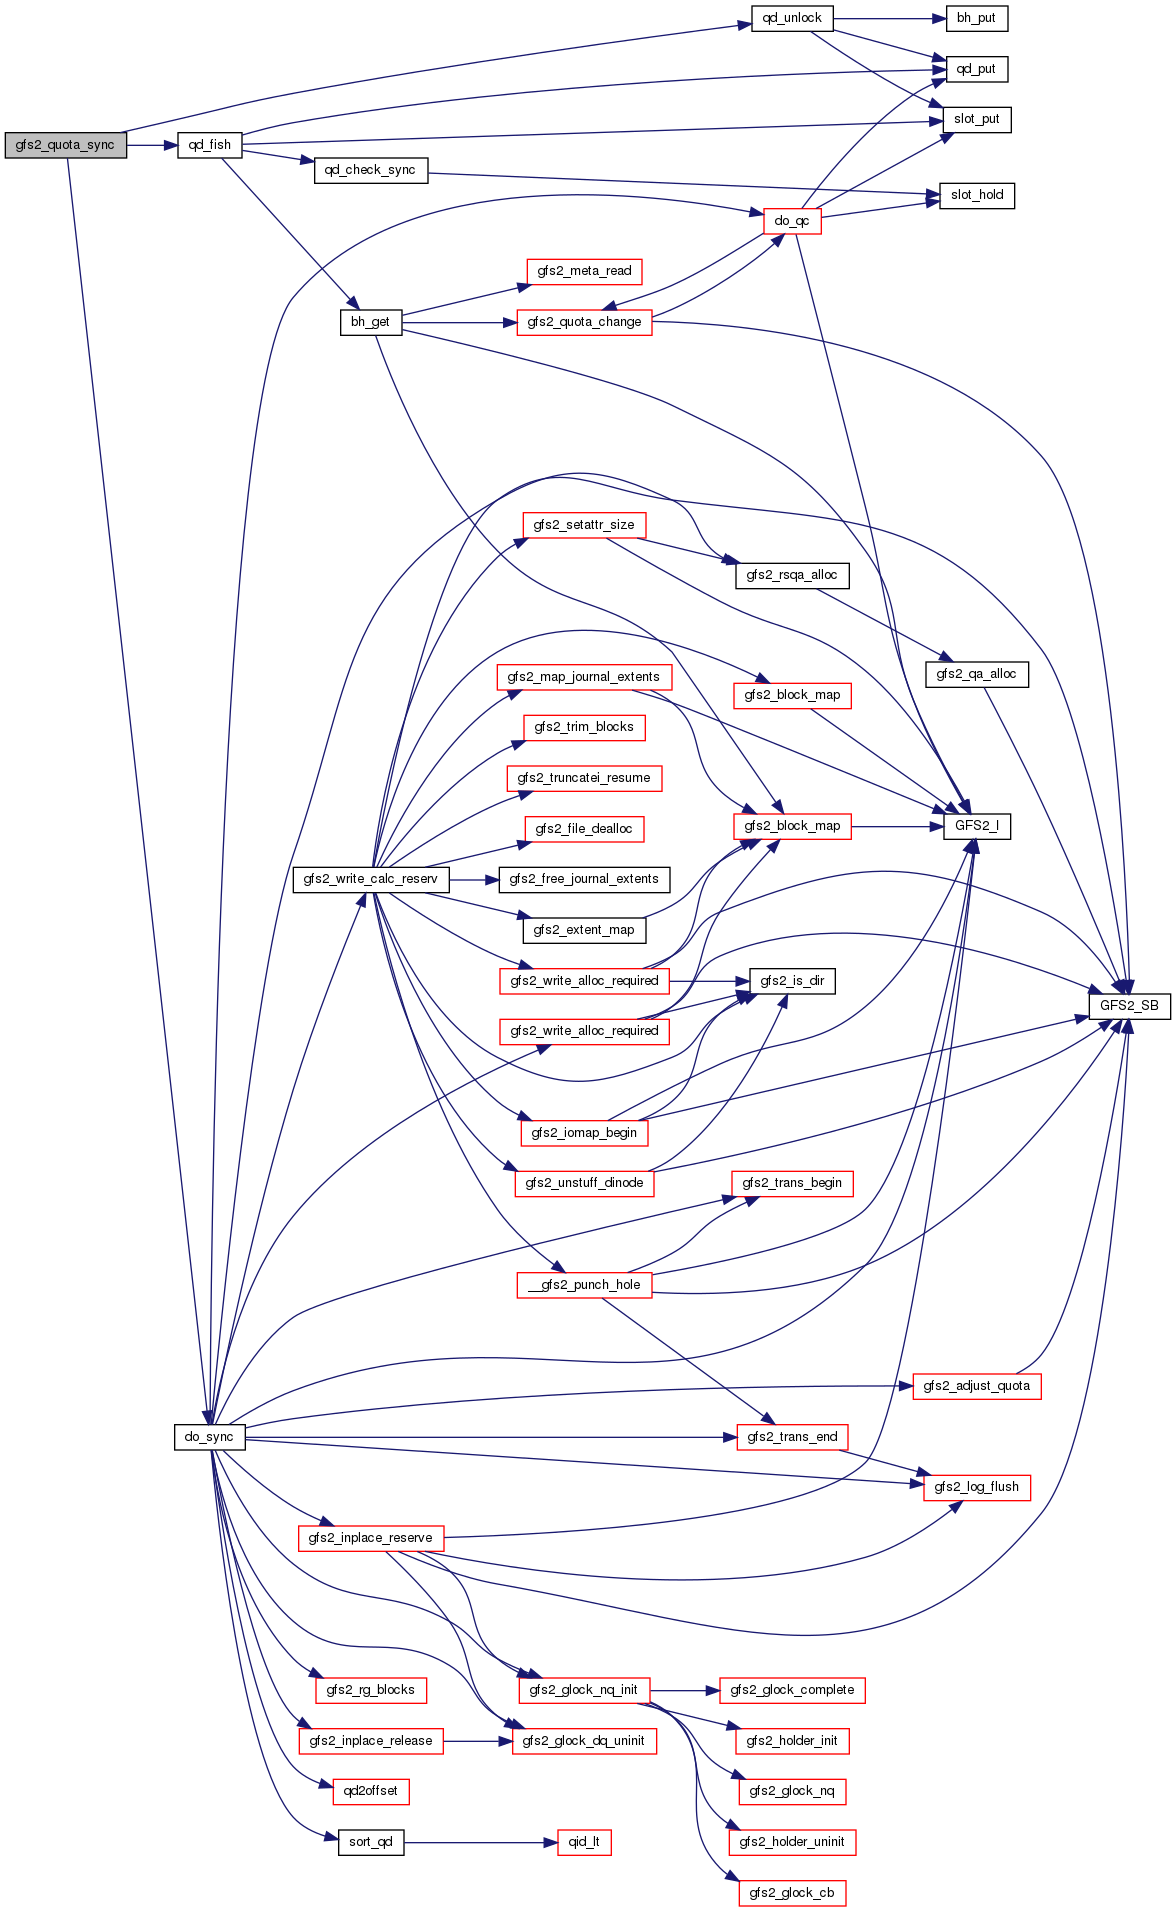 qd_unlock
bh_put
qd_put
slot_put
gfs2_quota_sync
qd_fish
qd_check_sync
slot_hold
do_qc
gfs2_meta_read
bh_get
gfs2_quota_change
gfs2_setattr_size
gfs2_rsqa_alloc
gfs2_qa_alloc
gfs2_map_journal_extents
gfs2_block_map
gfs2_trim_blocks
gfs2_truncatei_resume
gfs2_file_dealloc
gfs2_block_map
GFS2_I
gfs2_write_calc_reserv
gfs2_free_journal_extents
gfs2_extent_map
gfs2_write_alloc_required
gfs2_is_dir
GFS2_SB
gfs2_write_alloc_required
gfs2_iomap_begin
gfs2_unstuff_dinode
gfs2_trans_begin
__gfs2_punch_hole
gfs2_adjust_quota
do_sync
gfs2_trans_end
gfs2_log_flush
gfs2_inplace_reserve
gfs2_rg_blocks
gfs2_glock_nq_init
gfs2_glock_complete
gfs2_inplace_release
gfs2_glock_dq_uninit
gfs2_holder_init
qd2offset
gfs2_glock_nq
sort_qd
qid_lt
gfs2_holder_uninit
gfs2_glock_cb